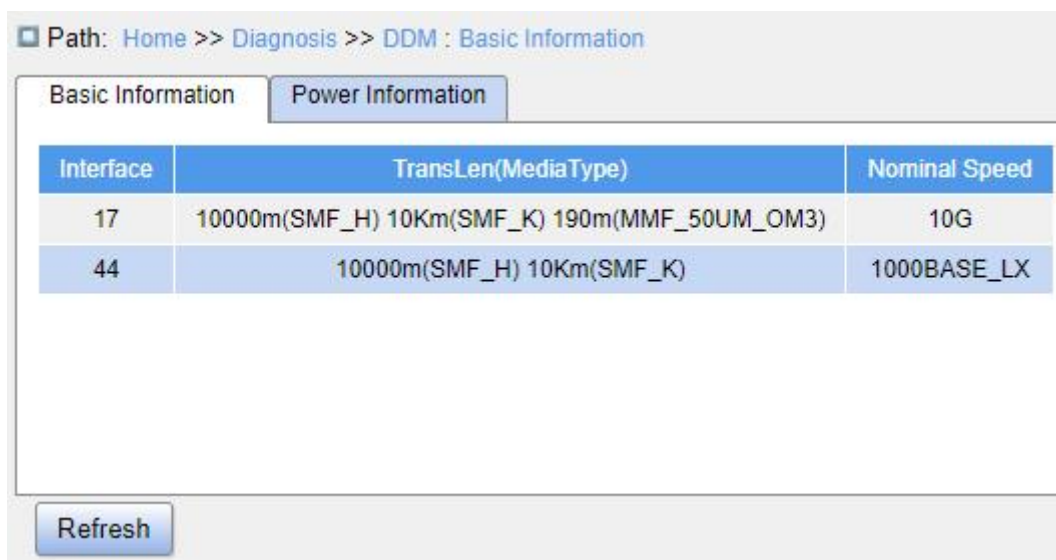 Path: Home >> Diagnosis >> DDM : Basic Information
Basic Information Power Information
Interface TransLen(MediaType) Nominal Speed
17 10000m(SMF_H) 10Km(SMF_K) 190m(MMF_50UM_OM3) 10G
44 10000m(SMF_H) 10Km(SMF_K) 1000BASE_LX
Refresh